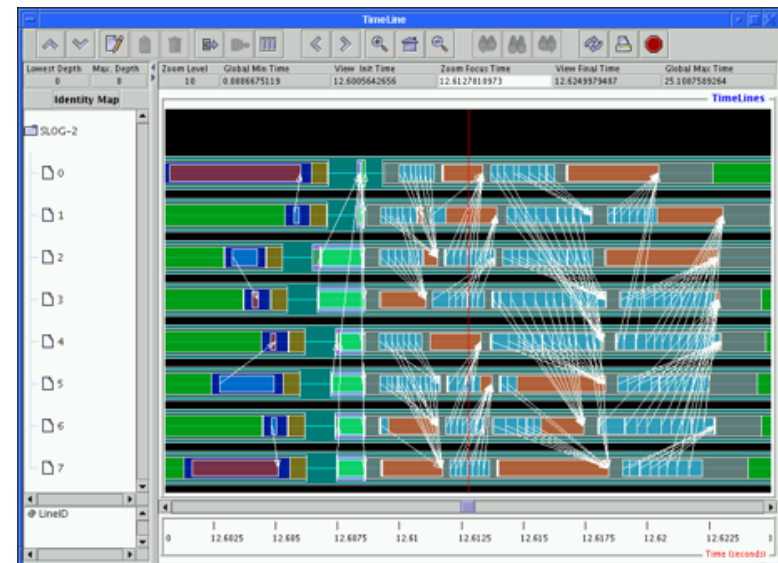 TimeLine
Lowest Depth Max. Depth Zoom Level Global Min Time View Init Time Zoom Focus Time View Final Time Global Max Time
0 8 10 0.0886675119 12.6005642656 12.6127810973 12.6249979487 25.1087589264
Identity Map
TimeLines
SLOG-2
0
1
2
3
4
5
6
7
@ LineID
0 12.6025 12.605 12.6075 12.61 12.6125 12.615 12.6175 12.62 12.6225
Time (seconds)